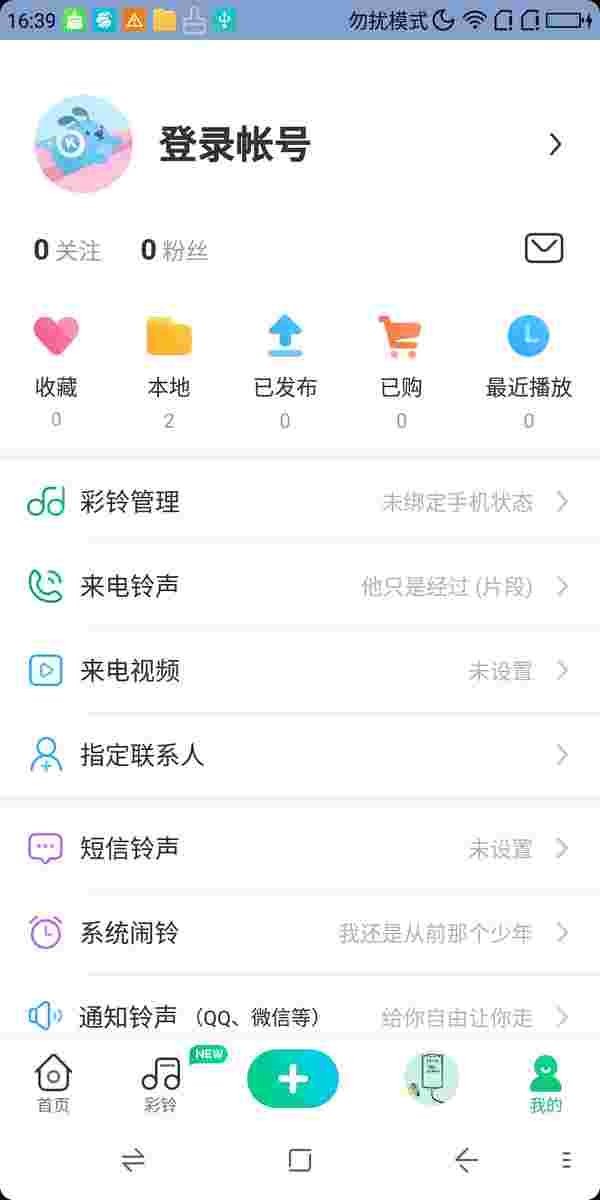 16:39 勿扰模式
登录帐号
0 关注 0 粉丝
收藏 本地 已发布 已购 最近播放
0 2 0 0 0
彩铃管理 未绑定手机状态
来电铃声 他只是经过 (片段)
来电视频 未设置
指定联系人
短信铃声 未设置
系统闹铃 我还是从前那个少年
通知铃声 （QQ、微信等） 给你自由让你走
NEW
首页 彩铃 我的